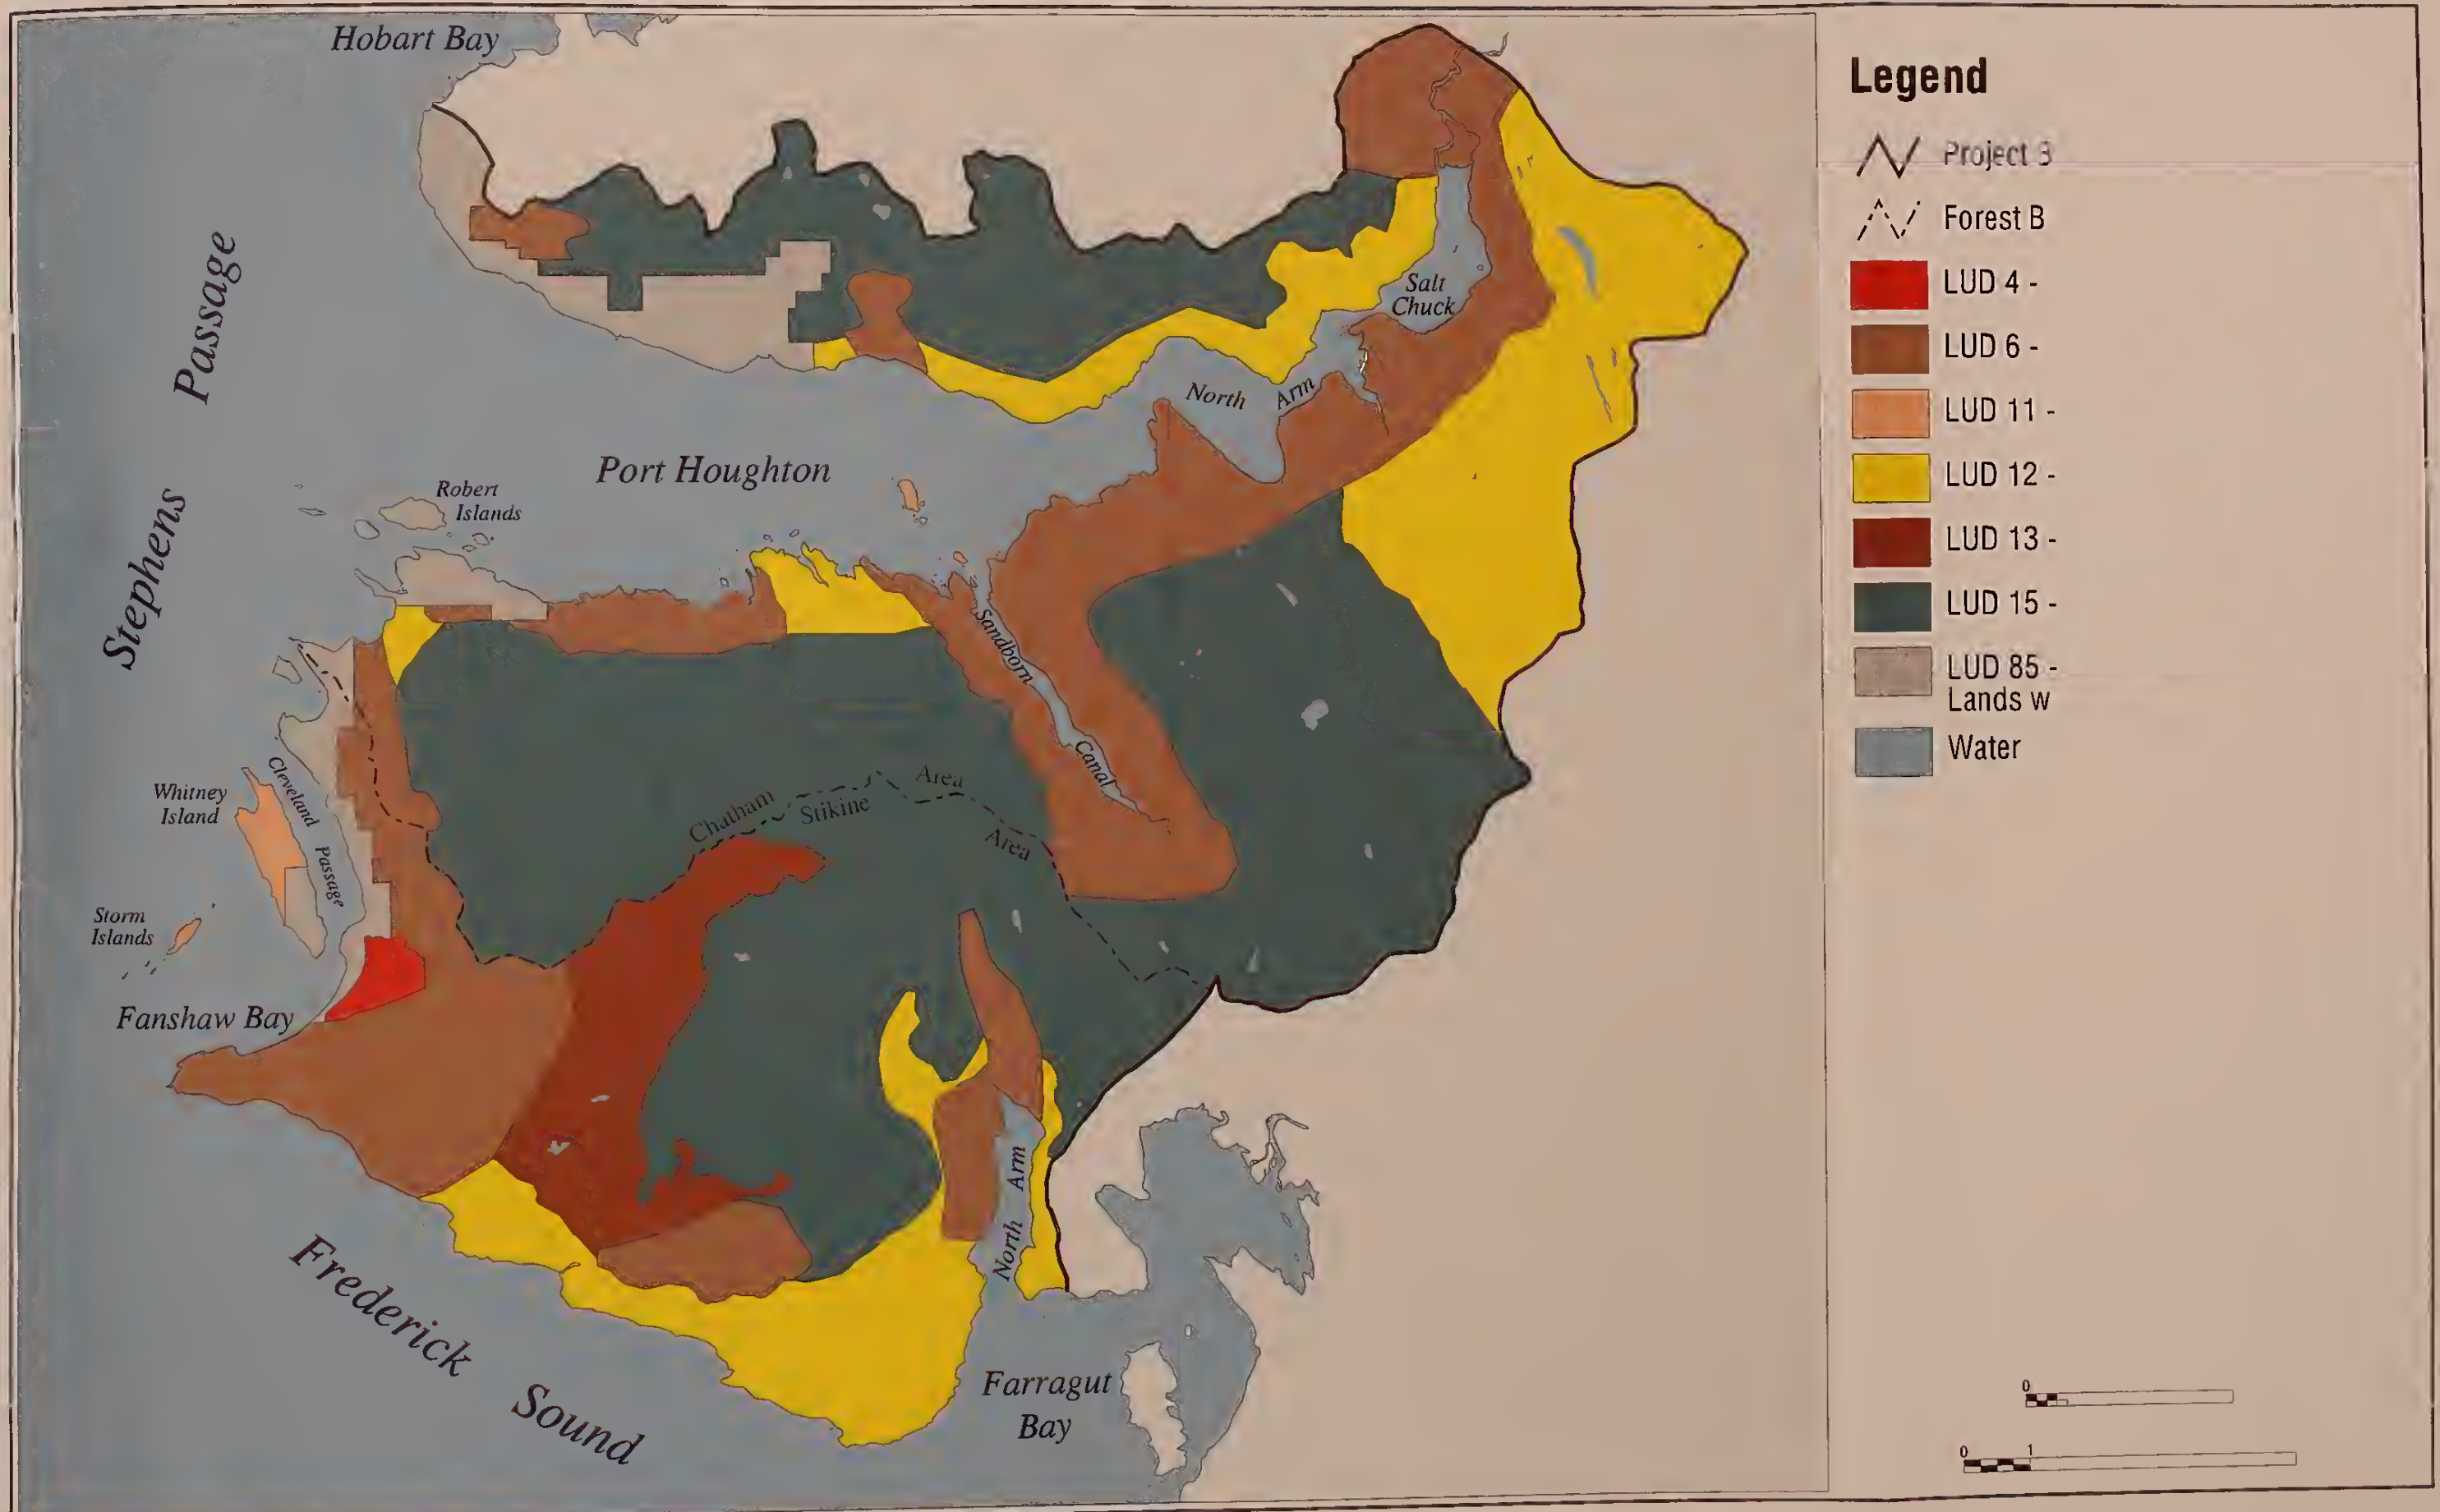 Hobart Bay
Stephens Passage
Salt
Chuck
North Arm
Port Houghton
Robert
Islands
Sandborn Canal
Cleveland Passage
Whitney
Island
Chatham Area
Stikine Area
Storm
Islands
Fanshaw Bay
North Arm
Frederick Sound
Farragut
Bay
Legend
Project
Forest B
LUD 4 -
LUD 6 -
LUD 11 -
LUD 12 -
LUD 13 -
LUD 15 -
LUD 85 -
Lands w
Water
0
0 1